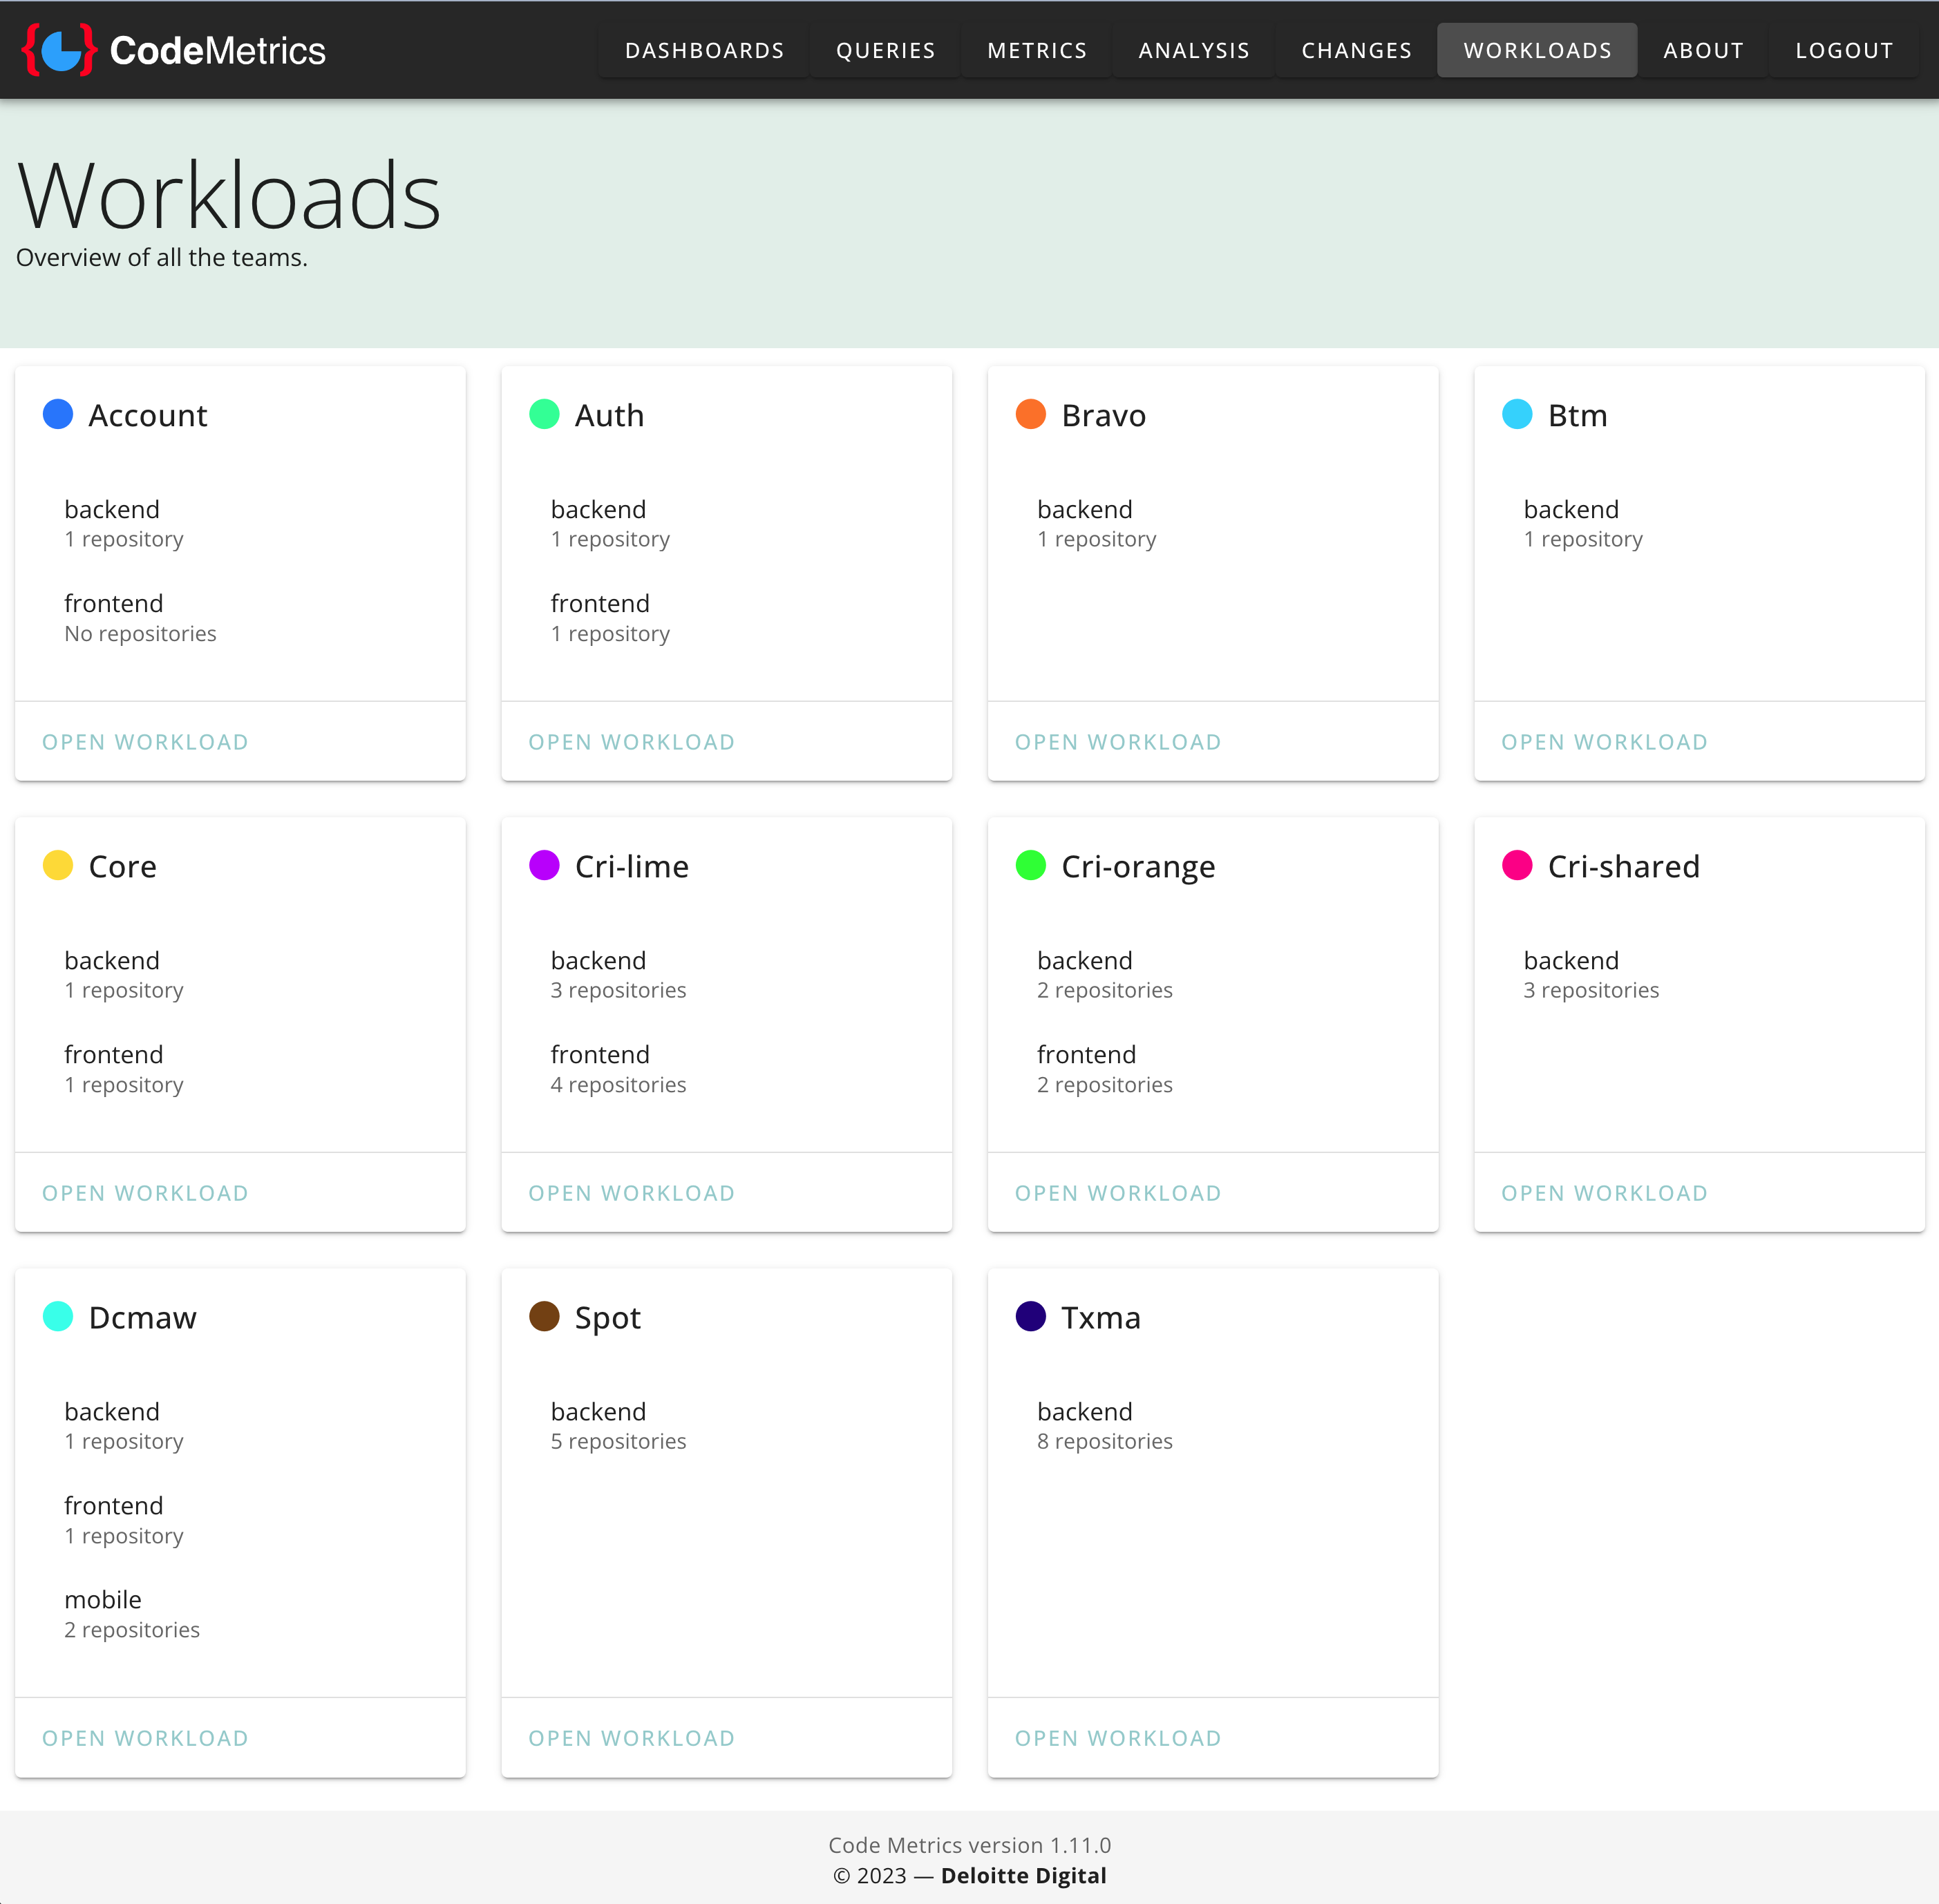 CodeMetrics
DASHBOARDS
QUERIES
METRICS
ANALYSIS
CHANGES
WORKLOADS
ABOUT
LOGOUT
Workloads
Overview of all the teams.
Account
backend
1 repository
frontend
No repositories
OPEN WORKLOAD
Auth
backend
1 repository
frontend
1 repository
OPEN WORKLOAD
Bravo
backend
1 repository
OPEN WORKLOAD
Btm
backend
1 repository
OPEN WORKLOAD
Core
backend
1 repository
frontend
1 repository
OPEN WORKLOAD
Cri-lime
backend
3 repositories
frontend
4 repositories
OPEN WORKLOAD
Cri-orange
backend
2 repositories
frontend
2 repositories
OPEN WORKLOAD
Cri-shared
backend
3 repositories
OPEN WORKLOAD
Dcmaw
backend
1 repository
frontend
1 repository
mobile
2 repositories
OPEN WORKLOAD
Spot
backend
5 repositories
OPEN WORKLOAD
Txma
backend
8 repositories
OPEN WORKLOAD
Code Metrics version 1.11.0
© 2023 — Deloitte Digital